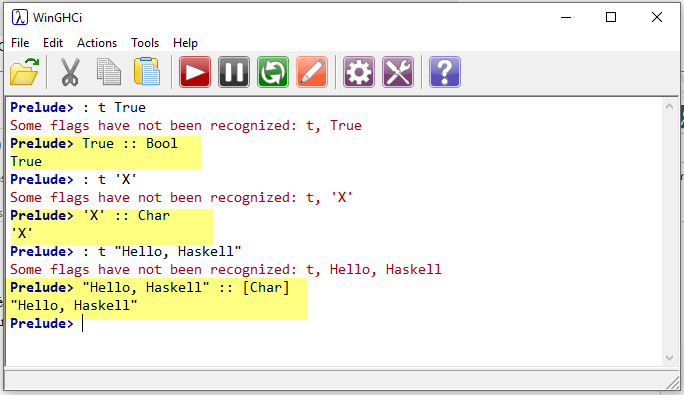 WinGHCi
File Edit Actions Tools Help
Prelude> : t True
Some flags have not been recognized: t, True
Prelude> True :: Bool
True
Prelude> : t 'X'
Some flags have not been recognized: t, 'X'
Prelude> 'X' :: Char
'X'
Prelude> : t "Hello, Haskell"
Some flags have not been recognized: t, Hello, Haskell
Prelude> "Hello, Haskell" :: [Char]
"Hello, Haskell"
Prelude>